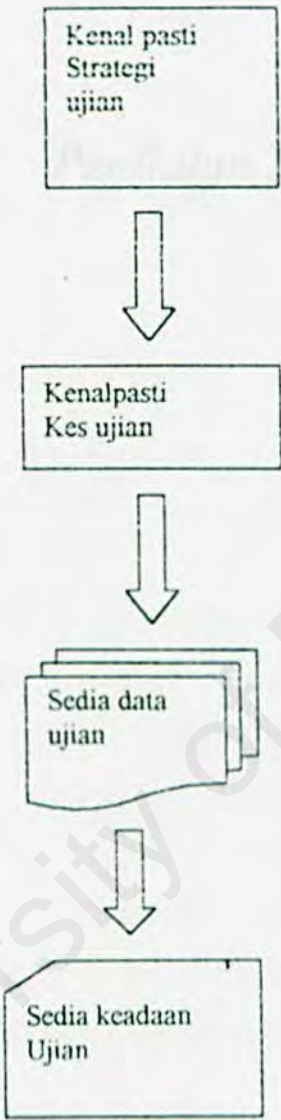 Kenal pasti
Strategi
ujian
Kenalpasti
Kes ujian
Sedia data
ujian
Sedia keadaan
Ujian